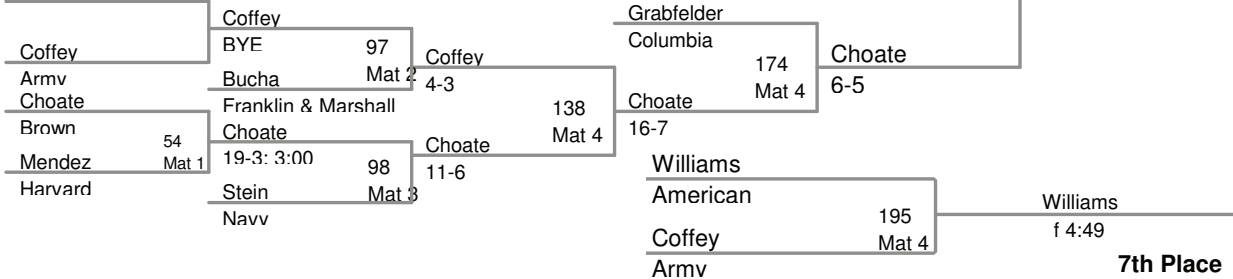 Coffey
Army
Choate
Brown
54
Mat 1
Mendez
Harvard
Coffey
BYE
97
Mat 2
Bucha
Franklin & Marshall
Choate
19-3; 3:00
98
Mat 3
Stein
Navy
Coffey
4-3
138
Mat 4
Choate
11-6
Grabfelder
Columbia
174
Mat 4
Choate
16-7
Choate
6-5
Williams
American
195
Mat 4
Coffey
Army
Williams
f 4:49
7th Place